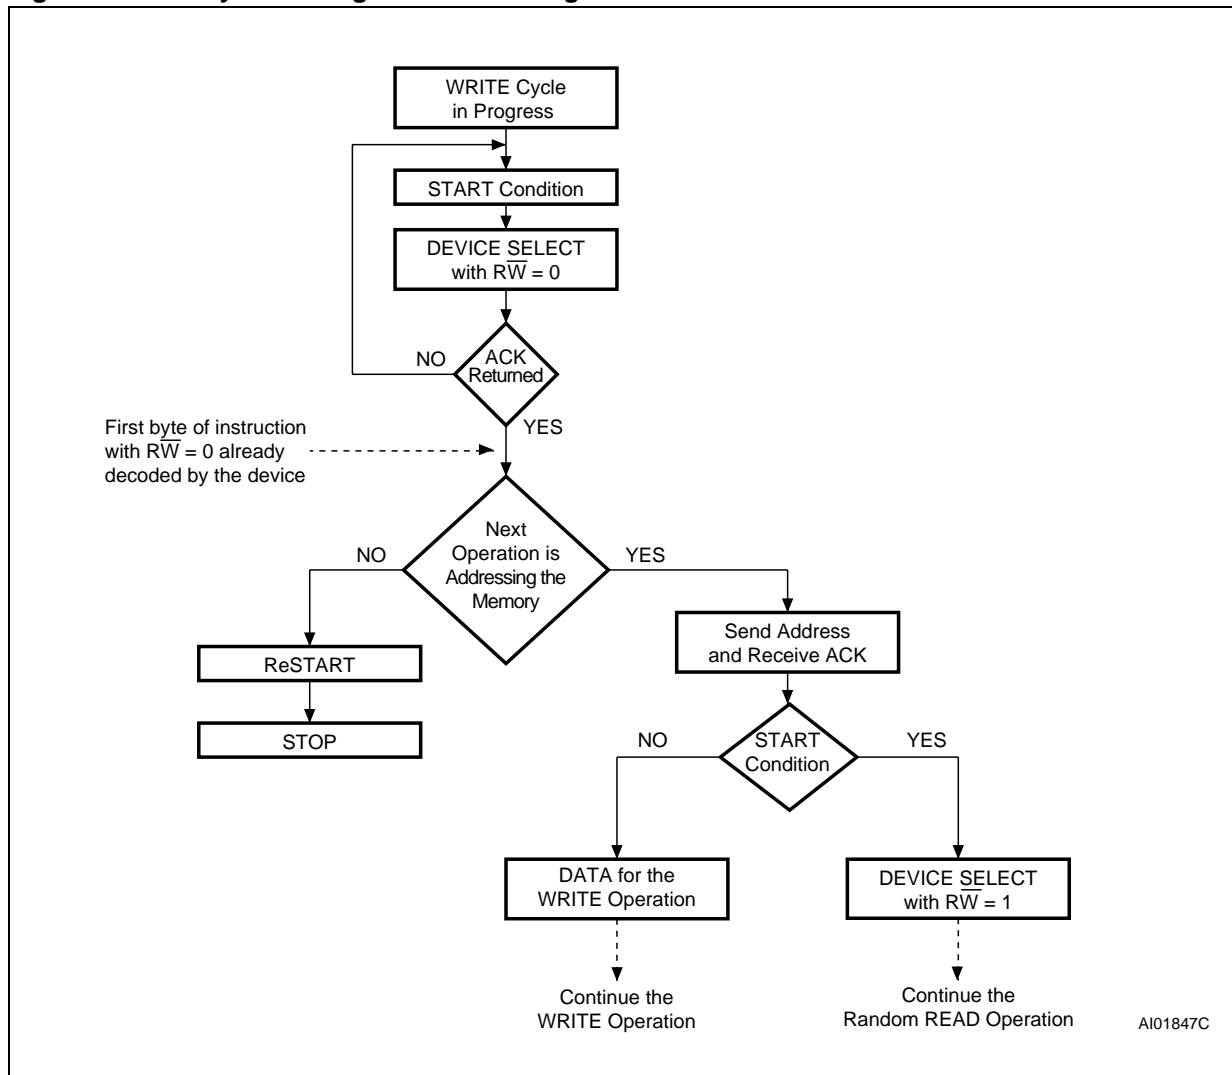 WRITE Cycle
in Progress
START Condition
DEVICE SELECT
with RW̅ = 0
NO
ACK
Returned
YES
First byte of instruction
with RW̅ = 0 already
decoded by the device
NO
Next
Operation is
Addressing the
Memory
YES
Send Address
and Receive ACK
ReSTART
STOP
NO
START
Condition
YES
DATA for the
WRITE Operation
DEVICE SELECT
with RW̅ = 1
Continue the
WRITE Operation
Continue the
Random READ Operation
AI01847C